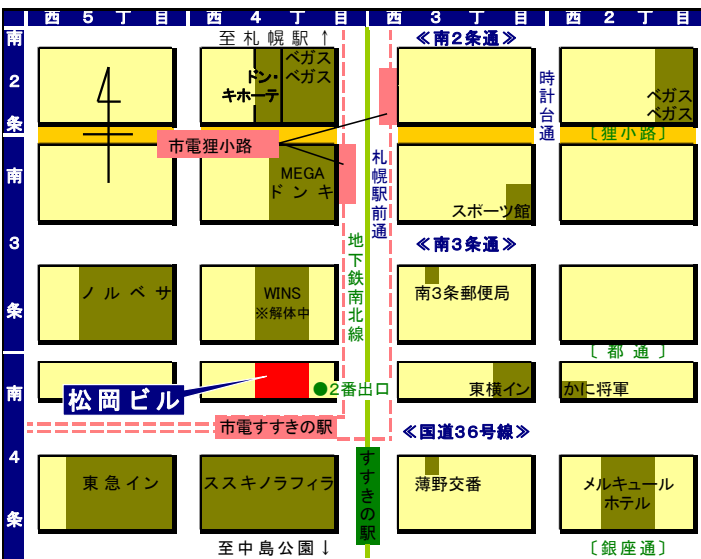 西 5 丁 目
西 4 丁 目
西 3 丁 目
西 2 丁 目
南
2
条
南
3
条
南
4
条
至札幌駅↑
≪南2条通≫
ベガス
ベガス
ドン・
キホーテ
時計台通
ベガス
ベガス
〔狸小路〕
市電狸小路
MEGA
ドンキ
札幌駅前通
スポーツ館
地下鉄南北線
≪南3条通≫
ノルベサ
WINS
※解体中
南3条郵便局
〔都通〕
松岡ビル
●2番出口
東横イン
かに将軍
市電すすきの駅
≪国道36号線≫
東急イン
ススキノラフィラ
すすきの駅
薄野交番
メルキュール
ホテル
至中島公園↓
〔銀座通〕